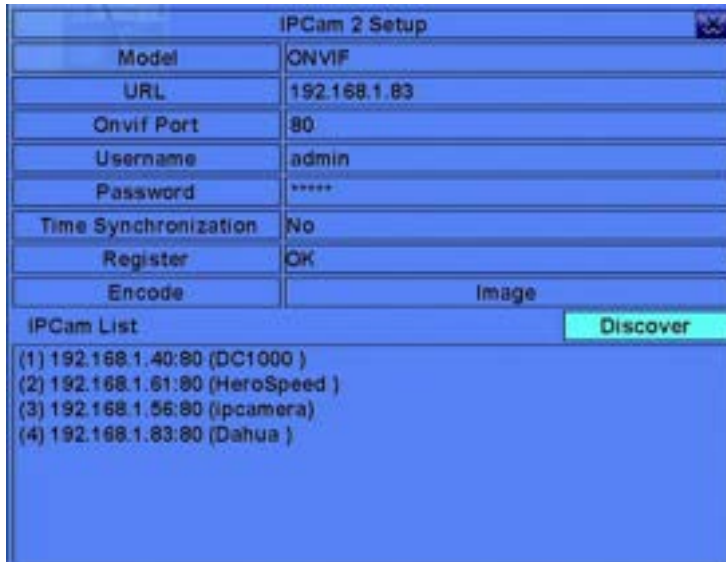 IPCam 2 Setup
Model ONVIF
URL 192.168.1.83
Onvif Port 80
Username admin
Password *****
Time Synchronization No
Register OK
Encode Image
IPCam List Discover
(1) 192.168.1.40:80 (DC1000 )
(2) 192.168.1.61:80 (HeroSpeed )
(3) 192.168.1.56:80 (ipcamera)
(4) 192.168.1.83:80 (Dahua )